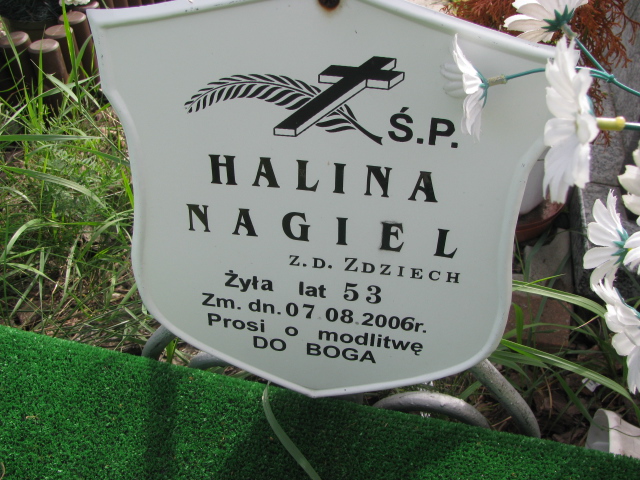 Ś.P.
HALINA
NAGIEL
Z.D. ZDZIECH
Żyła lat 53
Zm. dn. 07.08.2006r.
Prosi o modlitwę
DO BOGA